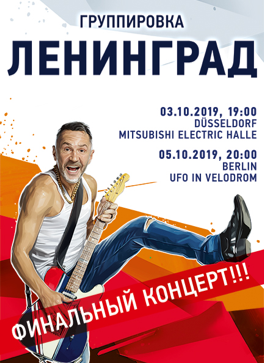 ГРУППИРОВКА
ЛЕНИНГРАД
03.10.2019, 19:00
DÜSSELDORF
MITSUBISHI ELECTRIC HALLE
05.10.2019, 20:00
BERLIN
UFO IN VELODROM
ФИНАЛЬНЫЙ КОНЦЕРТ!!!